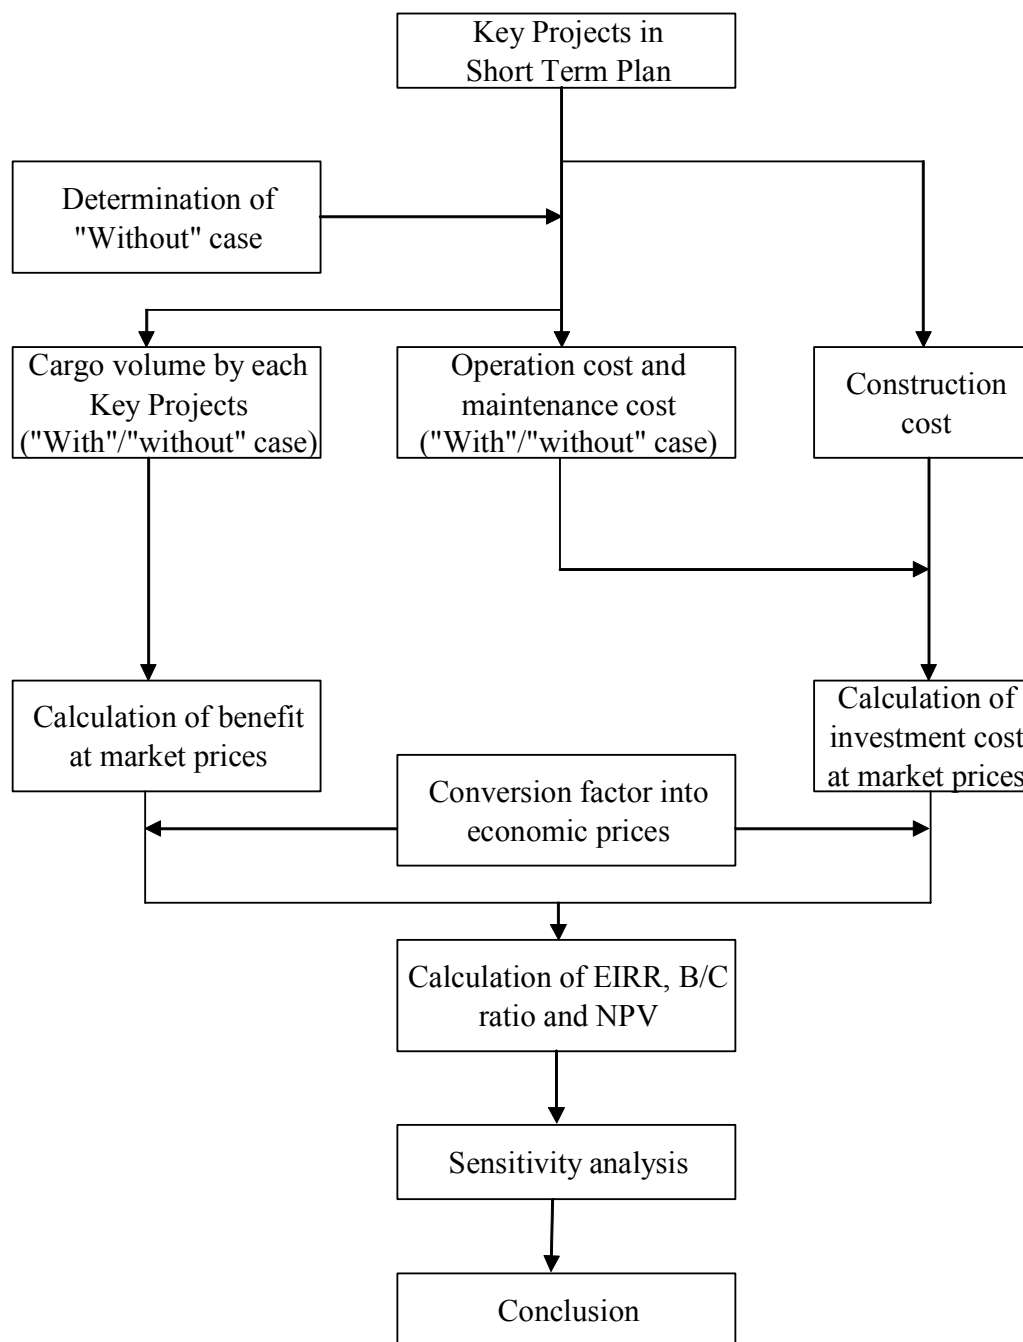 Key Projects in
Short Term Plan
Determination of
"Without" case
Cargo volume by each
Key Projects
("With"/"without" case)
Operation cost and
maintenance cost
("With"/"without" case)
Construction
cost
Calculation of benefit
at market prices
Calculation of
investment cost
at market prices
Conversion factor into
economic prices
Calculation of EIRR, B/C
ratio and NPV
Sensitivity analysis
Conclusion